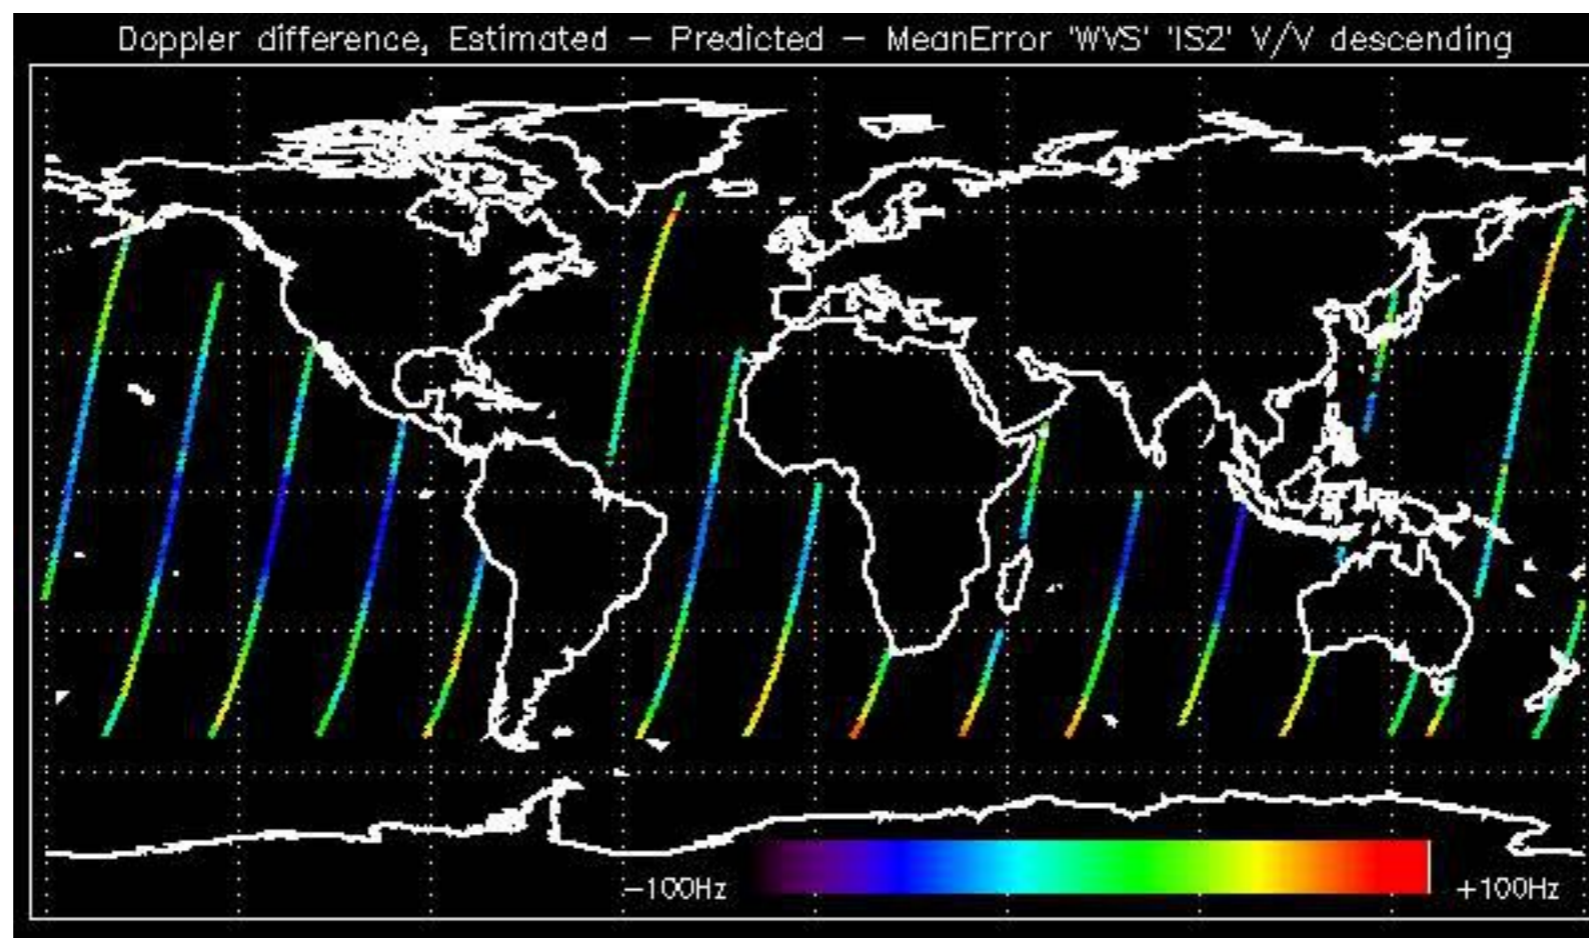 Doppler difference, Estimated – Predicted – MeanError 'WVS' 'IS2' V/V descending
–100Hz
+100Hz